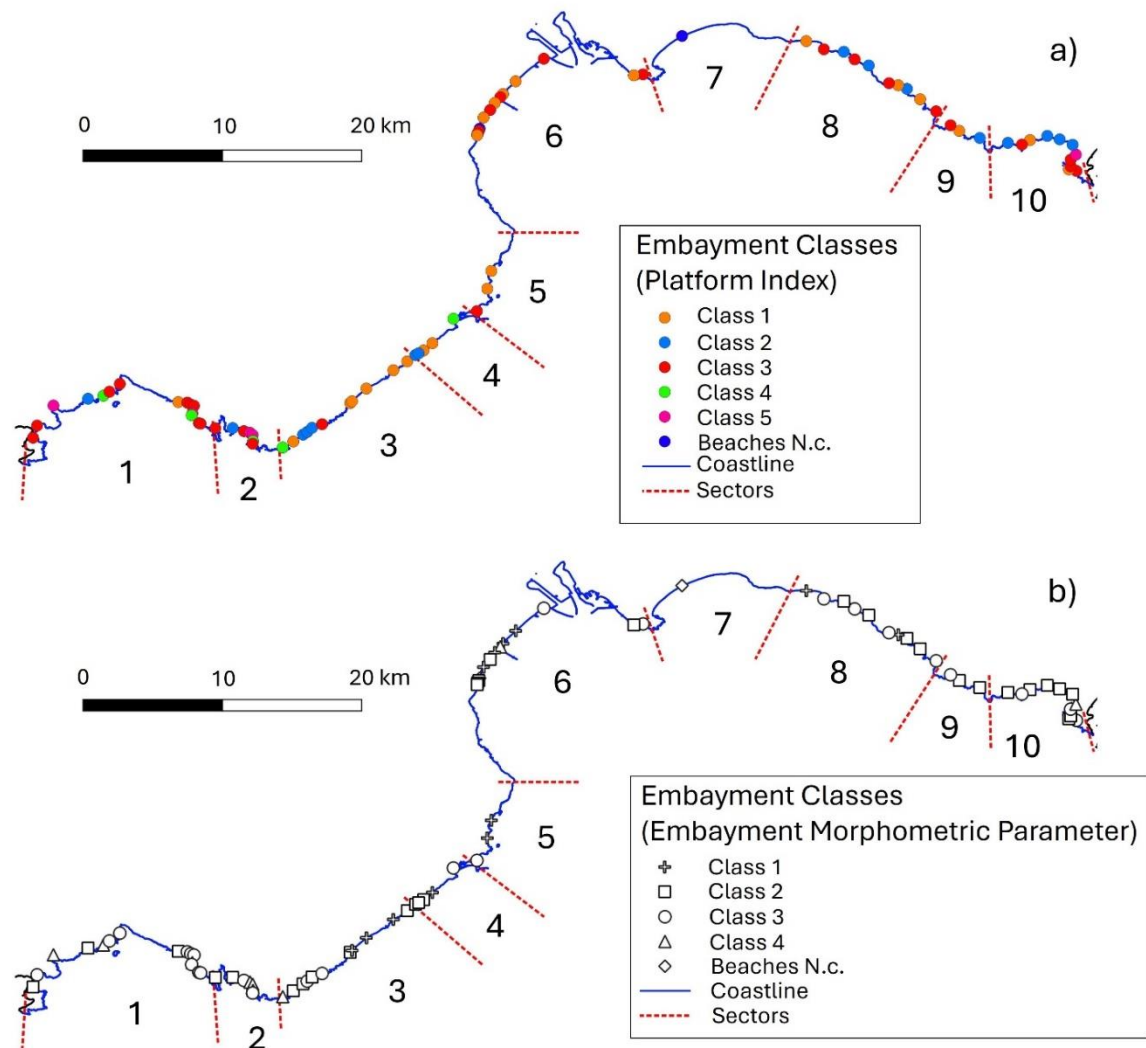 a)
0 10 20 km
7
8
6
9
10
5
4
3
1
2
Embayment Classes
(Platform Index)
Class 1
Class 2
Class 3
Class 4
Class 5
Beaches N.c.
Coastline
Sectors
b)
0 10 20 km
7
8
6
9
10
5
4
3
1
2
Embayment Classes
(Embayment Morphometric Parameter)
Class 1
Class 2
Class 3
Class 4
Beaches N.c.
Coastline
Sectors